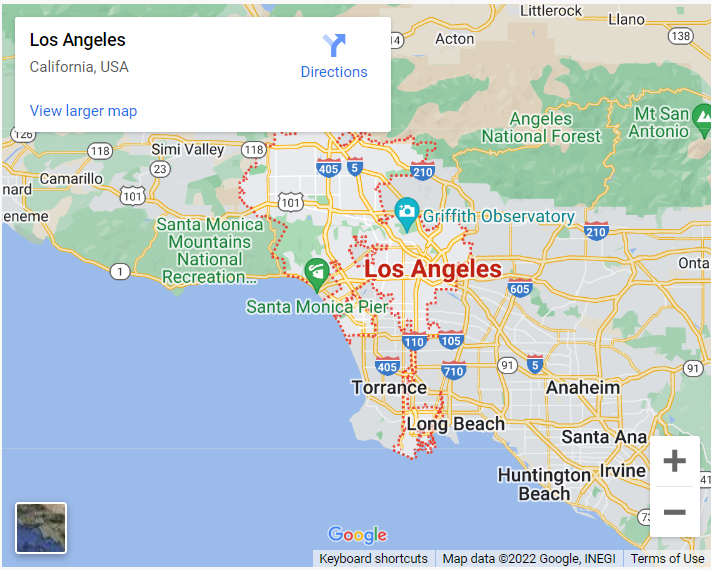 Los Angeles
California, USA
Directions
View larger map
Littlerock
Llano
Acton
14
138
Angeles
National Forest
Mt San
Antonio
126
118
Simi Valley
118
23
405
5
210
Camarillo
nard
101
101
eneme
Griffith Observatory
Santa Monica
Mountains
National
Recreation...
210
1
Los Angeles
Onta
605
Santa Monica Pier
110
105
405
710
91
5
91
Torrance
Anaheim
Long Beach
Santa Ana
Huntington
Beach
Irvine
241
73
Google
Keyboard shortcuts
Map data ©2022 Google, INEGI
Terms of Use